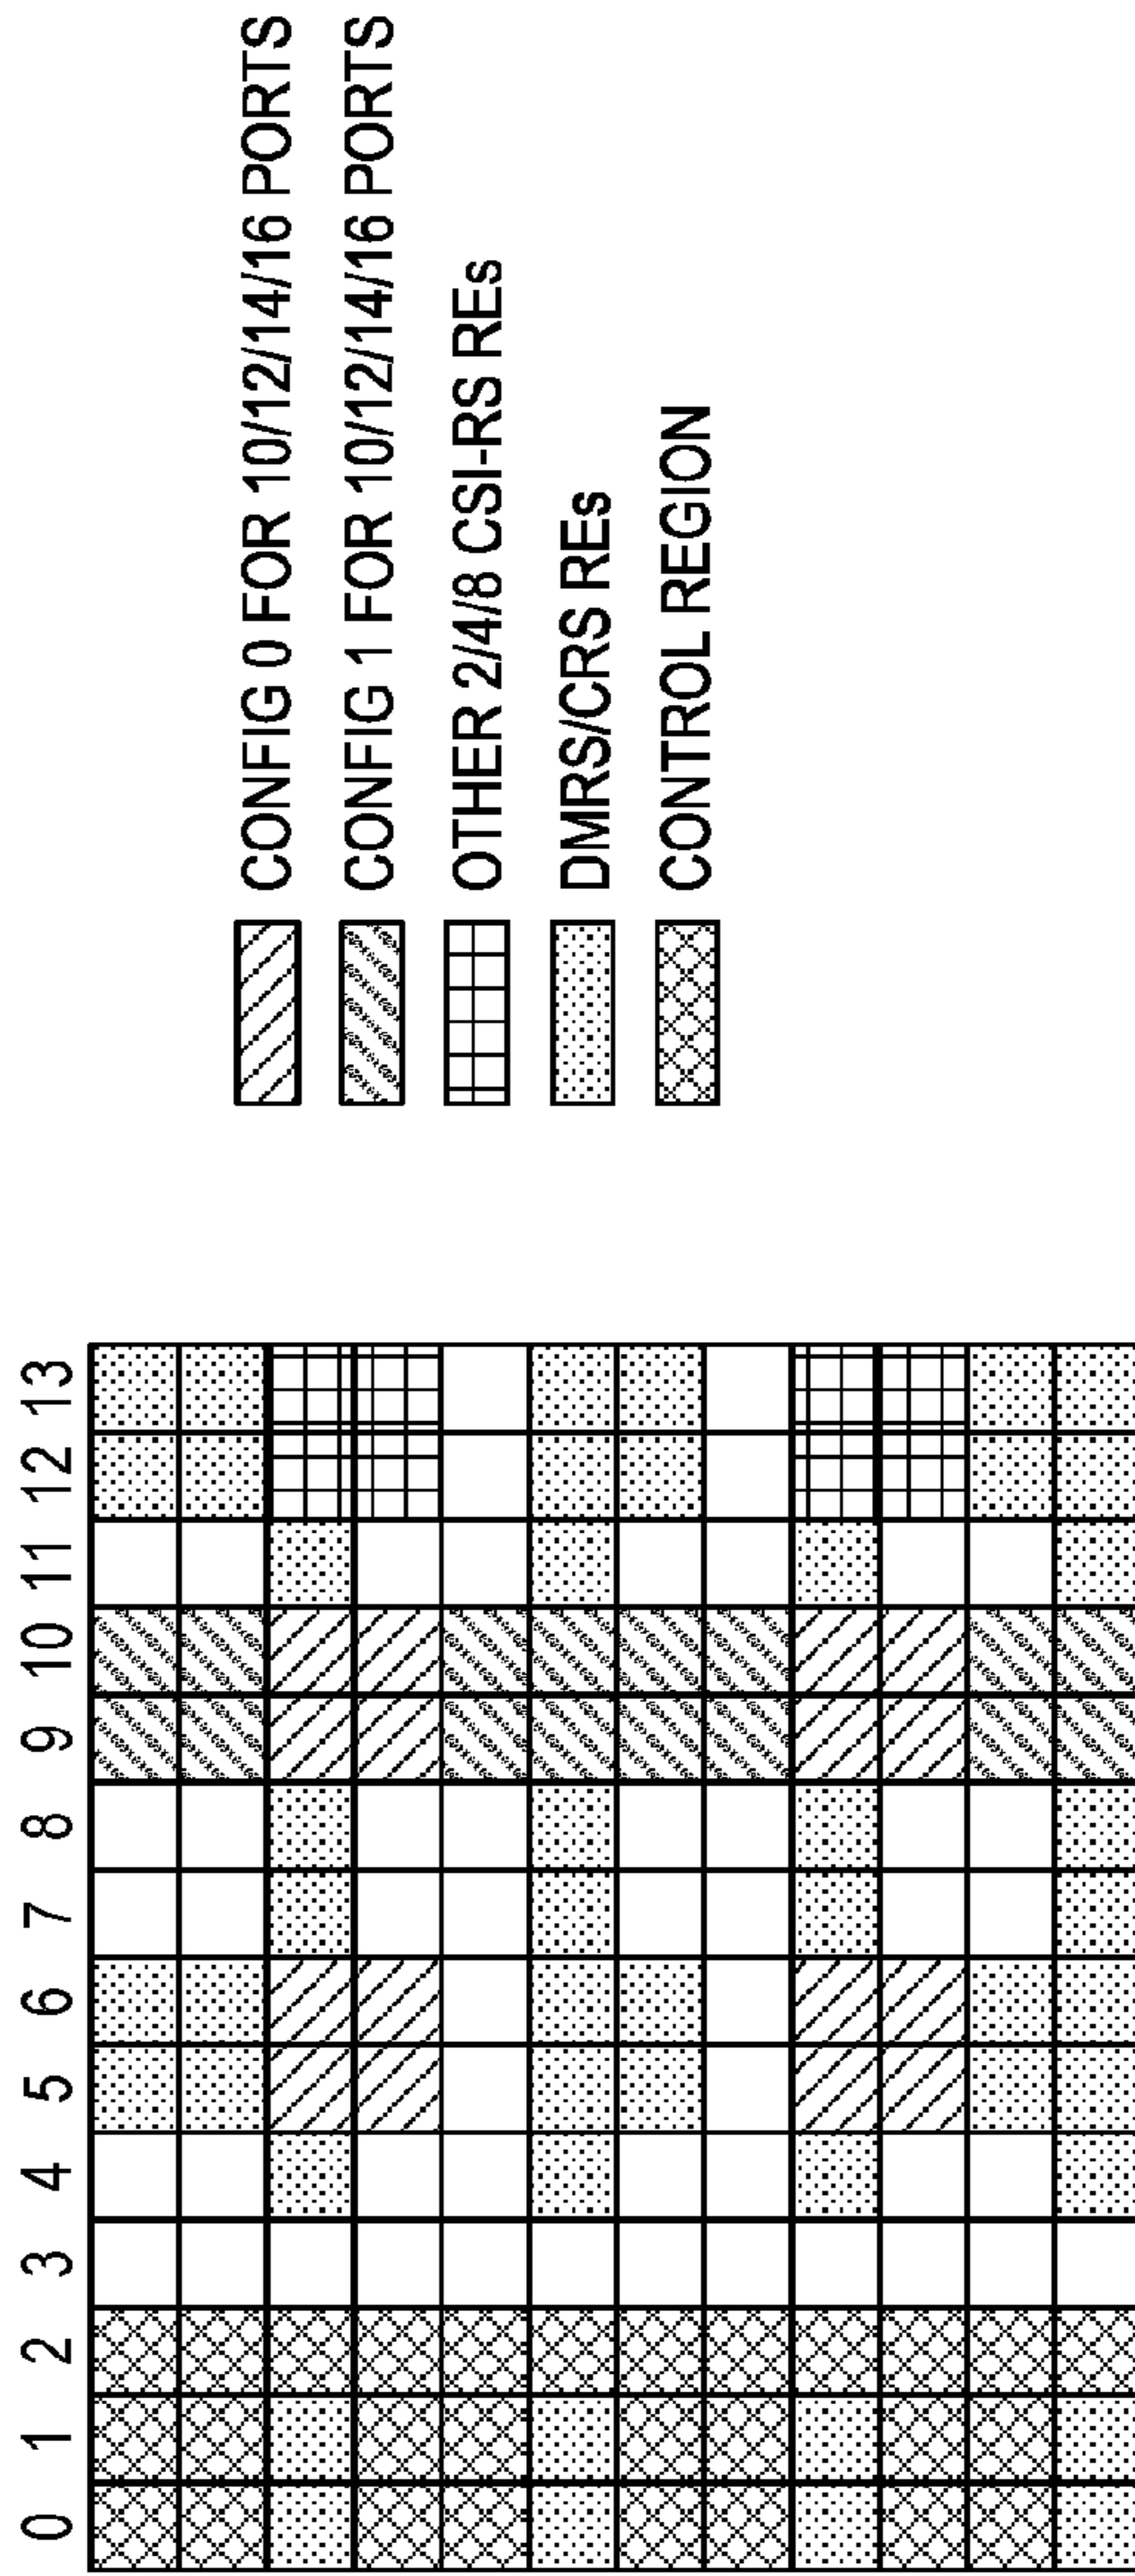 0 1 2 3 4 5 6 7 8 9 10 11 12 13
CONFIG 0 FOR 10/12/14/16 PORTS
CONFIG 1 FOR 10/12/14/16 PORTS
OTHER 2/4/8 CSI-RS REs
DMRS/CRS REs
CONTROL REGION